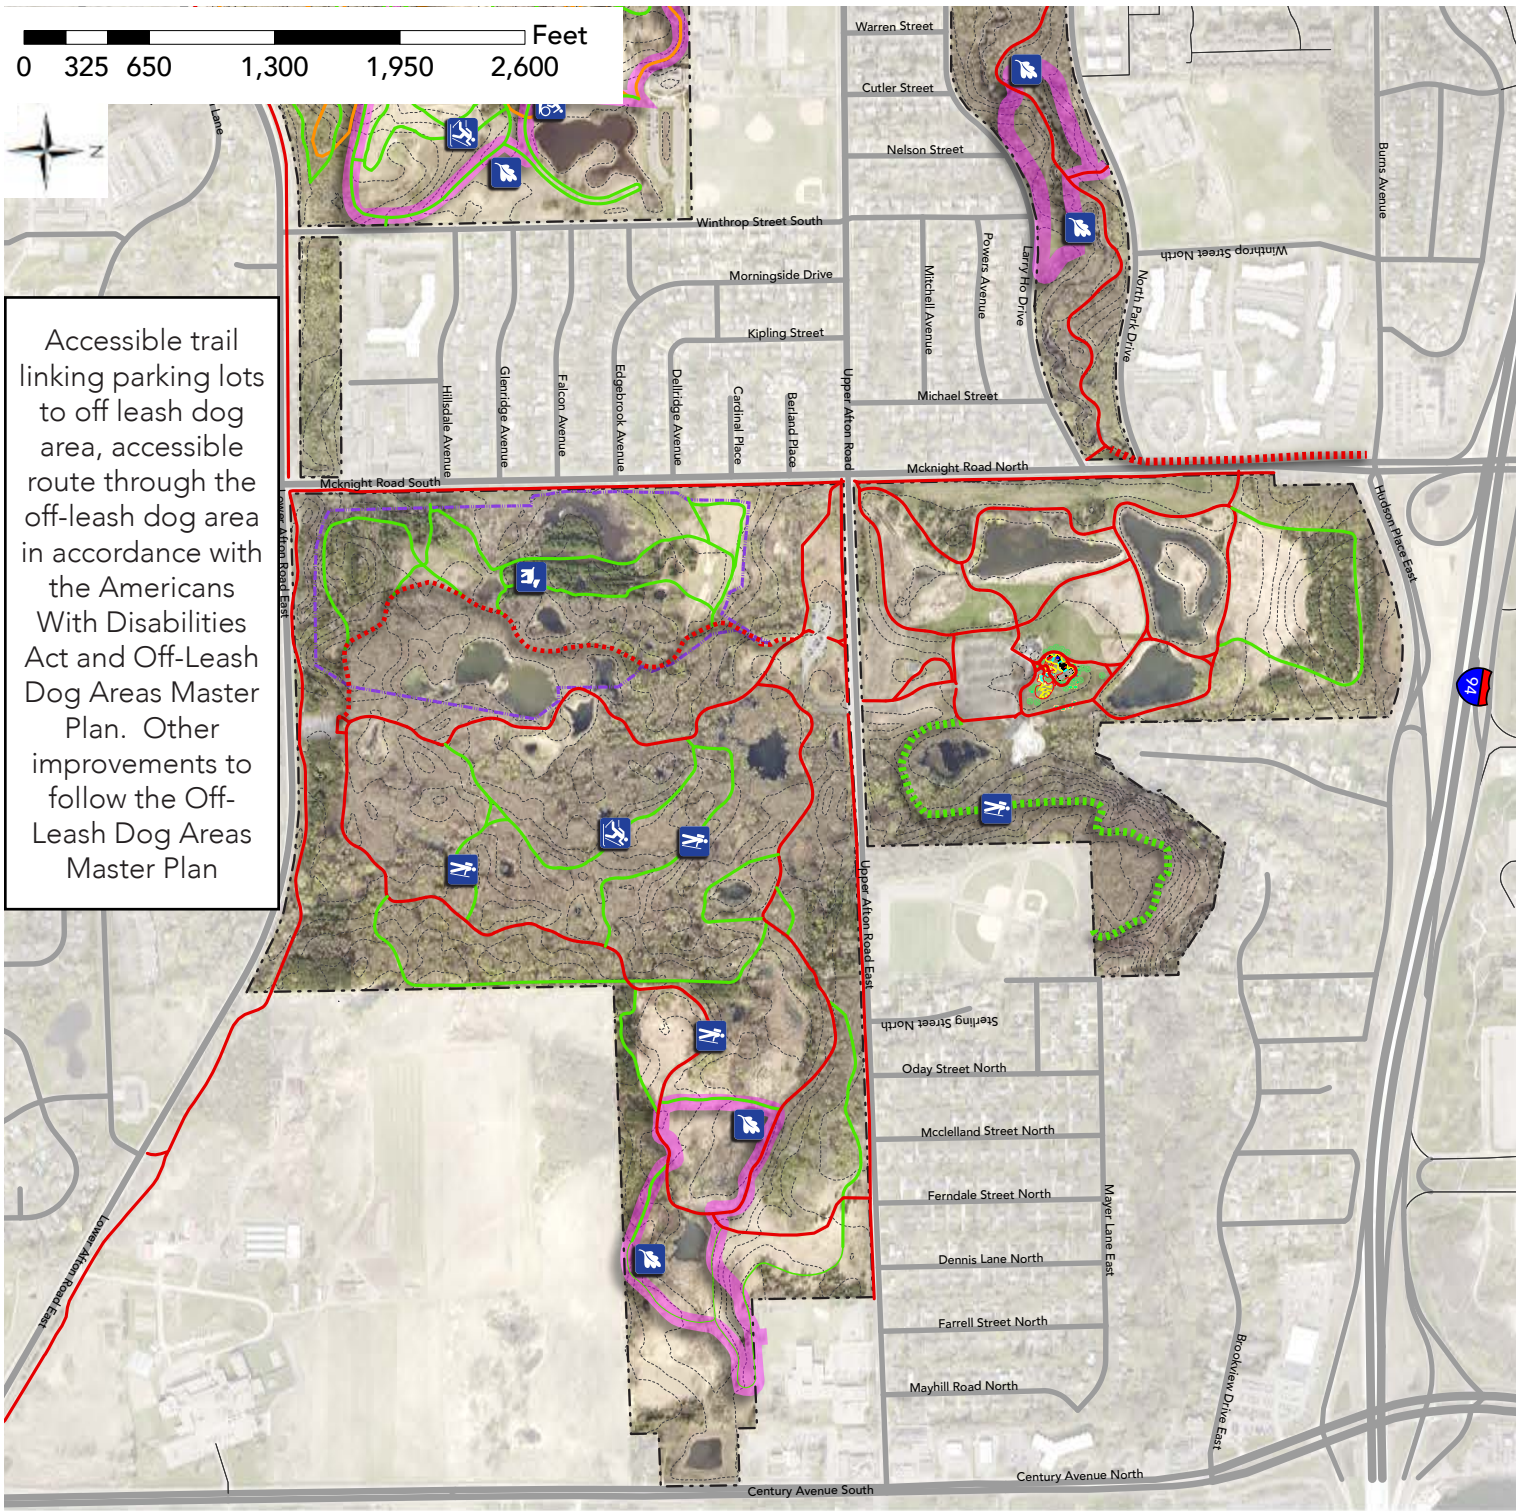 Feet
0 325 650 1,300 1,950 2,600
N
Lane
Warren Street
Cutler Street
Nelson Street
Burns Avenue
Winthrop Street South
Winthrop Street North
Morningside Drive
Kipling Street
Mitchell Avenue
Powers Avenue
Larry Ho Drive
North Park Drive
Accessible trail
linking parking lots
to off leash dog
area, accessible
route through the
off-leash dog area
in accordance with
the Americans
With Disabilities
Act and Off-Leash
Dog Areas Master
Plan. Other
improvements to
follow the Off-
Leash Dog Areas
Master Plan
Hillsdale Avenue
Glenridge Avenue
Falcon Avenue
Edgebrook Avenue
Dellridge Avenue
Cardinal Place
Berland Place
Upper Afton Road
Michael Street
Mcknight Road South
Mcknight Road North
Hudson Place East
Lower Afton Road East
94
Upper Afton Road East
Sterling Street North
Oday Street North
Mcclelland Street North
Ferndale Street North
Mayer Lane East
Dennis Lane North
Farrell Street North
Mayhill Road North
Brookview Drive East
Lower Afton Road East
Century Avenue North
Century Avenue South